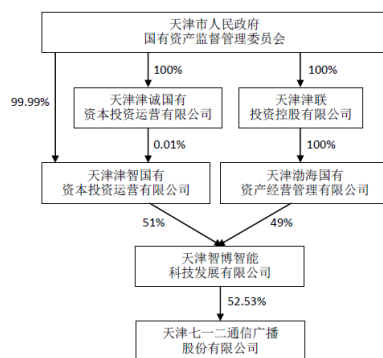 天津市人民政府
国有资产监督管理委员会
100%
100%
99.99%
天津津诚国有
资本投资运营有限公司
天津津联
投资控股有限公司
0.01%
100%
天津津智国有
资本投资运营有限公司
天津渤海国有
资产经营管理有限公司
51%
49%
天津智博智能
科技发展有限公司
52.53%
天津七一二通信广播
股份有限公司